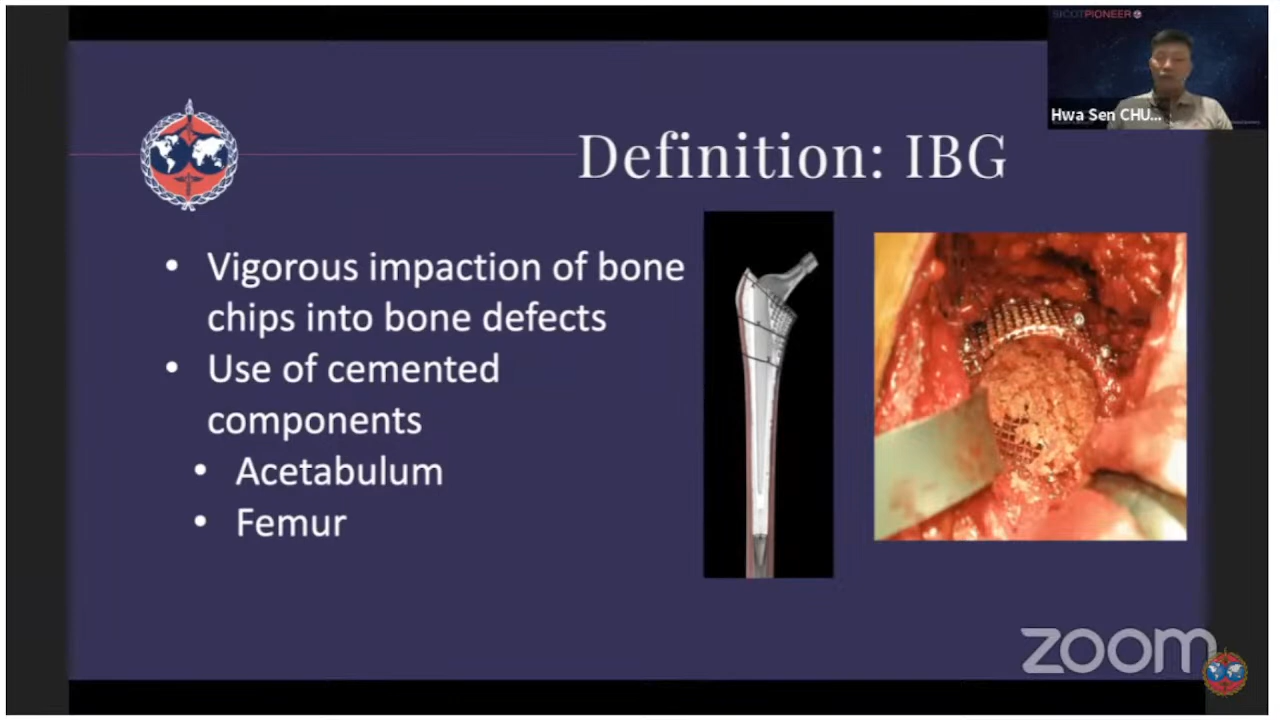 SICOTPIONEER
Hwa Sen CHU...
Definition: IBG
• Vigorous impaction of bone
chips into bone defects
• Use of cemented
components
• Acetabulum
• Femur
zoom